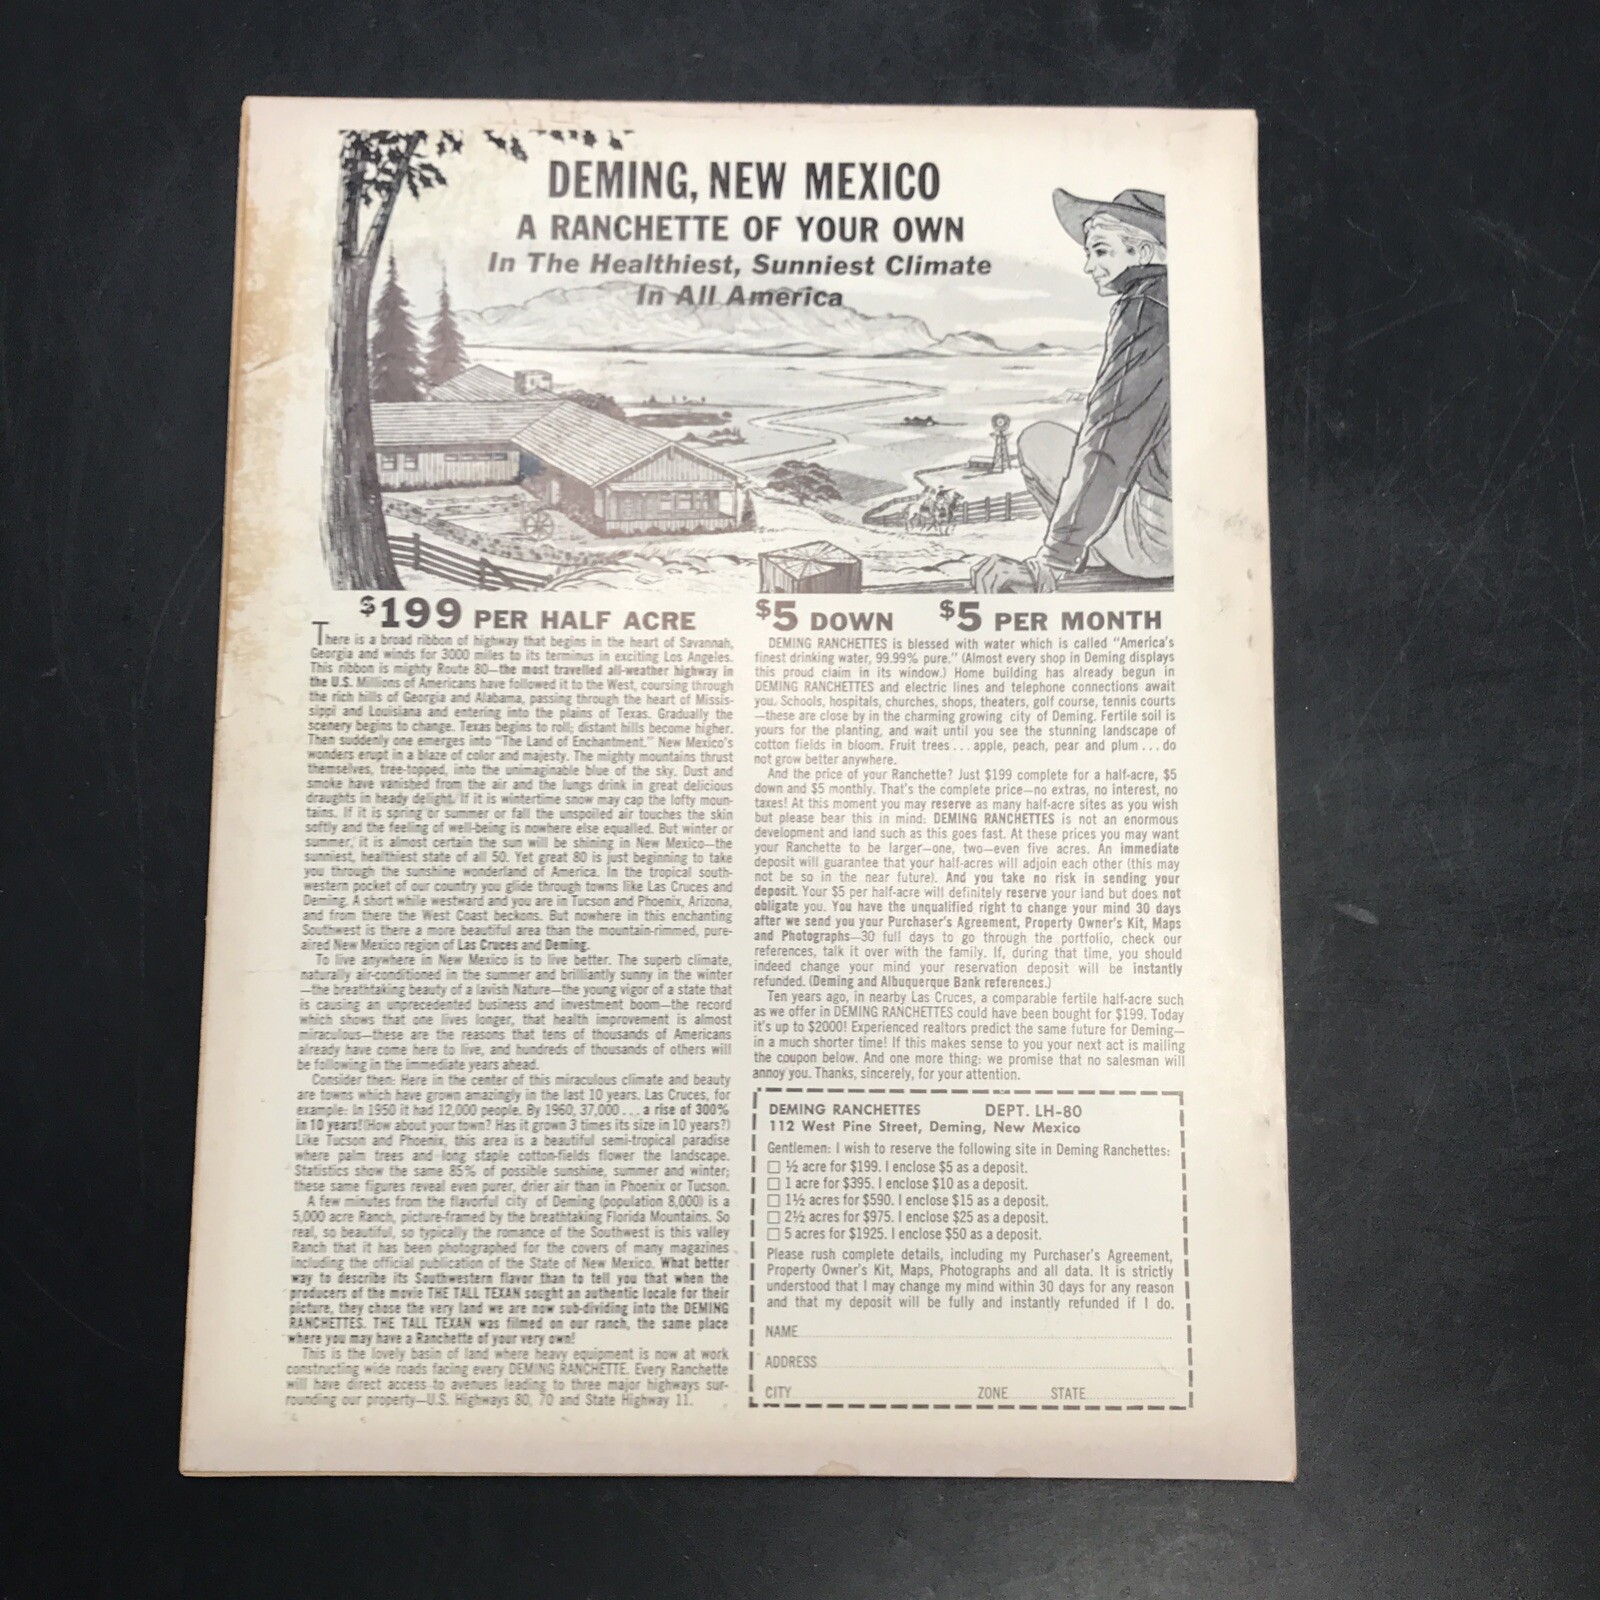 DEMING, NEW MEXICO
A RANCHETTE OF YOUR OWN
In The Healthiest, Sunniest Climate
In All America
$199 PER HALF ACRE
$5 DOWN $5 PER MONTH
There is a broad ribbon of highway that begins in the heart of Savannah,
Georgia and winds for 3000 miles to its terminus in exciting Los Angeles.
This ribbon is mighty Route 80—the most travelled all-weather highway in
the U.S. Millions of Americans have followed it to the West, coursing through
the rich hills of Georgia and Alabama, passing through the heart of Missis-
sippi and Louisiana and entering into the plains of Texas. Gradually the
scenery begins to change. Texas begins to roll; distant hills become higher.
Then suddenly one emerges into "The Land of Enchantment." New Mexico's
wonders erupt in a blaze of color and majesty. The mighty mountains thrust
themselves, tree-topped, into the unimaginable blue of the sky. Dust and
smoke have vanished from the air and the lungs drink in great delicious
draughts in heady delight. If it is wintertime snow may cap the lofty moun-
tains. If it is spring or summer or fall the unspoiled air touches the skin
softly and the feeling of well-being is nowhere else equalled. But winter or
summer, it is almost certain the sun will be shining in New Mexico—the
sunniest, healthiest state of all 50. Yet great 80 is just beginning to take
you through the sunshine wonderland of America. In the tropical south-
western pocket of our country you glide through towns like Las Cruces and
Deming. A short while westward and you are in Tucson and Phoenix, Arizona,
and from there the West Coast beckons. But nowhere in this enchanting
Southwest is there a more beautiful area than the mountain-rimmed, pure-
aired New Mexico region of Las Cruces and Deming.
To live anywhere in New Mexico is to live better. The superb climate,
naturally air-conditioned in the summer and brilliantly sunny in the winter
—the breathtaking beauty of a lavish Nature—the young vigor of a state that
is causing an unprecedented business and investment boom—the record
which shows that one lives longer, that health improvement is almost
miraculous—these are the reasons that tens of thousands of Americans
already have come here to live, and hundreds of thousands of others will
be following in the immediate years ahead.
Consider then: Here in the center of this miraculous climate and beauty
are towns which have grown amazingly in the last 10 years. Las Cruces, for
example: In 1950 it had 12,000 people. By 1960, 37,000 . . . a rise of 300%
in 10 years! (How about your town? Has it grown 3 times its size in 10 years?)
Like Tucson and Phoenix, this area is a beautiful semi-tropical paradise
where palm trees and long staple cotton-fields flower the landscape.
Statistics show the same 85% of possible sunshine, summer and winter;
these same figures reveal even purer, drier air than in Phoenix or Tucson.
A few minutes from the flavorful city of Deming (population 8,000) is a
5,000 acre Ranch, picture-framed by the breathtaking Florida Mountains. So
real, so beautiful, so typically the romance of the Southwest is this valley
Ranch that it has been photographed for the covers of many magazines
including the official publication of the State of New Mexico. What better
way to describe its Southwestern flavor than to tell you that when the
producers of the movie THE TALL TEXAN sought an authentic locale for their
picture, they chose the very land we are now sub-dividing into the DEMING
RANCHETTES. THE TALL TEXAN was filmed on our ranch, the same place
where you may have a Ranchette of your very own!
This is the lovely basin of land where heavy equipment is now at work
constructing wide roads facing every DEMING RANCHETTE. Every Ranchette
will have direct access to avenues leading to three major highways sur-
rounding our property—U.S. Highways 80, 70 and State Highway 11.
DEMING RANCHETTES is blessed with water which is called "America's
finest drinking water, 99.99% pure." (Almost every shop in Deming displays
this proud claim in its window.) Home building has already begun in
DEMING RANCHETTES and electric lines and telephone connections await
you. Schools, hospitals, churches, shops, theaters, golf course, tennis courts
—these are close by in the charming growing city of Deming. Fertile soil is
yours for the planting, and wait until you see the stunning landscape of
cotton fields in bloom. Fruit trees . . . apple, peach, pear and plum . . . do
not grow better anywhere.
And the price of your Ranchette? Just $199 complete for a half-acre, $5
down and $5 monthly. That's the complete price—no extras, no interest, no
taxes! At this moment you may reserve as many half-acre sites as you wish
but please bear this in mind: DEMING RANCHETTES is not an enormous
development and land such as this goes fast. At these prices you may want
your Ranchette to be larger—one, two—even five acres. An immediate
deposit will guarantee that your half-acres will adjoin each other (this may
not be so in the near future). And you take no risk in sending your
deposit. Your $5 per half-acre will definitely reserve your land but does not
obligate you. You have the unqualified right to change your mind 30 days
after we send you your Purchaser's Agreement, Property Owner's Kit, Maps
and Photographs—30 full days to go through the portfolio, check our
references, talk it over with the family. If, during that time, you should
indeed change your mind your reservation deposit will be instantly
refunded. (Deming and Albuquerque Bank references.)
Ten years ago, in nearby Las Cruces, a comparable fertile half-acre such
as we offer in DEMING RANCHETTES could have been bought for $199. Today
it's up to $2000! Experienced realtors predict the same future for Deming—
in a much shorter time! If this makes sense to you your next act is mailing
the coupon below. And one more thing: we promise that no salesman will
annoy you. Thanks, sincerely, for your attention.
DEMING RANCHETTES DEPT. LH-80
112 West Pine Street, Deming, New Mexico
Gentlemen: I wish to reserve the following site in Deming Ranchettes:
☐ ½ acre for $199. I enclose $5 as a deposit.
☐ 1 acre for $395. I enclose $10 as a deposit.
☐ 1½ acres for $590. I enclose $15 as a deposit.
☐ 2½ acres for $975. I enclose $25 as a deposit.
☐ 5 acres for $1925. I enclose $50 as a deposit.
Please rush complete details, including my Purchaser's Agreement,
Property Owner's Kit, Maps, Photographs and all data. It is strictly
understood that I may change my mind within 30 days for any reason
and that my deposit will be fully and instantly refunded if I do.
NAME
ADDRESS
CITY ZONE STATE